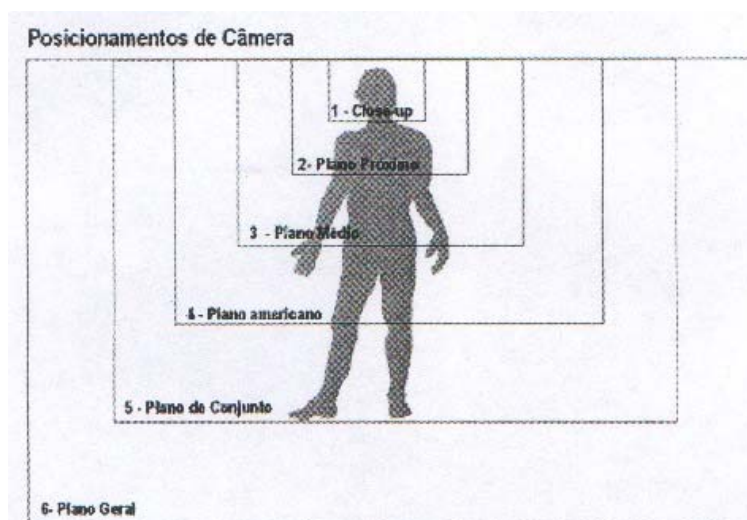 Posicionamentos de Câmera
1 - Close-up
2- Plano Próximo
3 - Plano Médio
4 - Plano americano
5 - Plano de Conjunto
6- Plano Geral